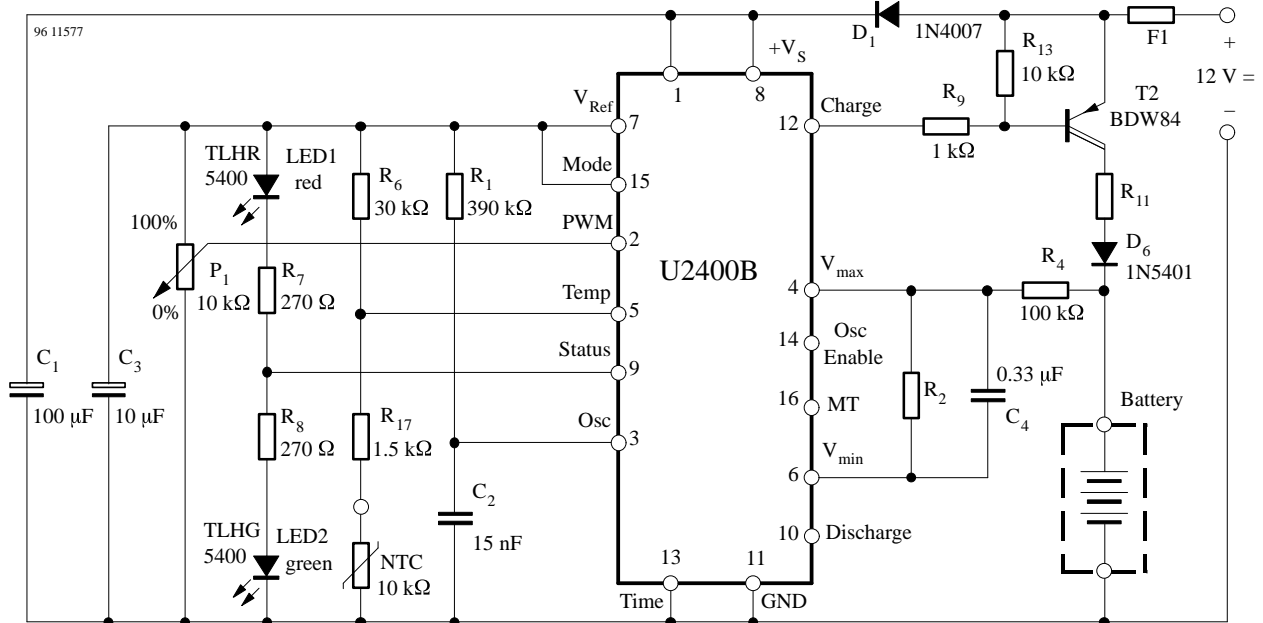 96 11577
D1
1N4007
F1
+
12 V =
−
+VS
R13
10 kΩ
1
8
VRef
7
Charge
12
R9
1 kΩ
T2
BDW84
TLHR
5400
LED1
red
Mode
15
R6
30 kΩ
R1
390 kΩ
R11
100%
PWM
2
P1
10 kΩ
0%
R7
270 Ω
U2400B
Vmax
4
R4
100 kΩ
D6
1N5401
Temp
5
14
Osc
Enable
C1
100 µF
C3
10 µF
Status
9
R2
0.33 µF
C4
16
MT
Battery
R8
270 Ω
R17
1.5 kΩ
Osc
3
Vmin
6
C2
15 nF
TLHG
5400
LED2
green
NTC
10 kΩ
10
Discharge
13
11
Time
GND